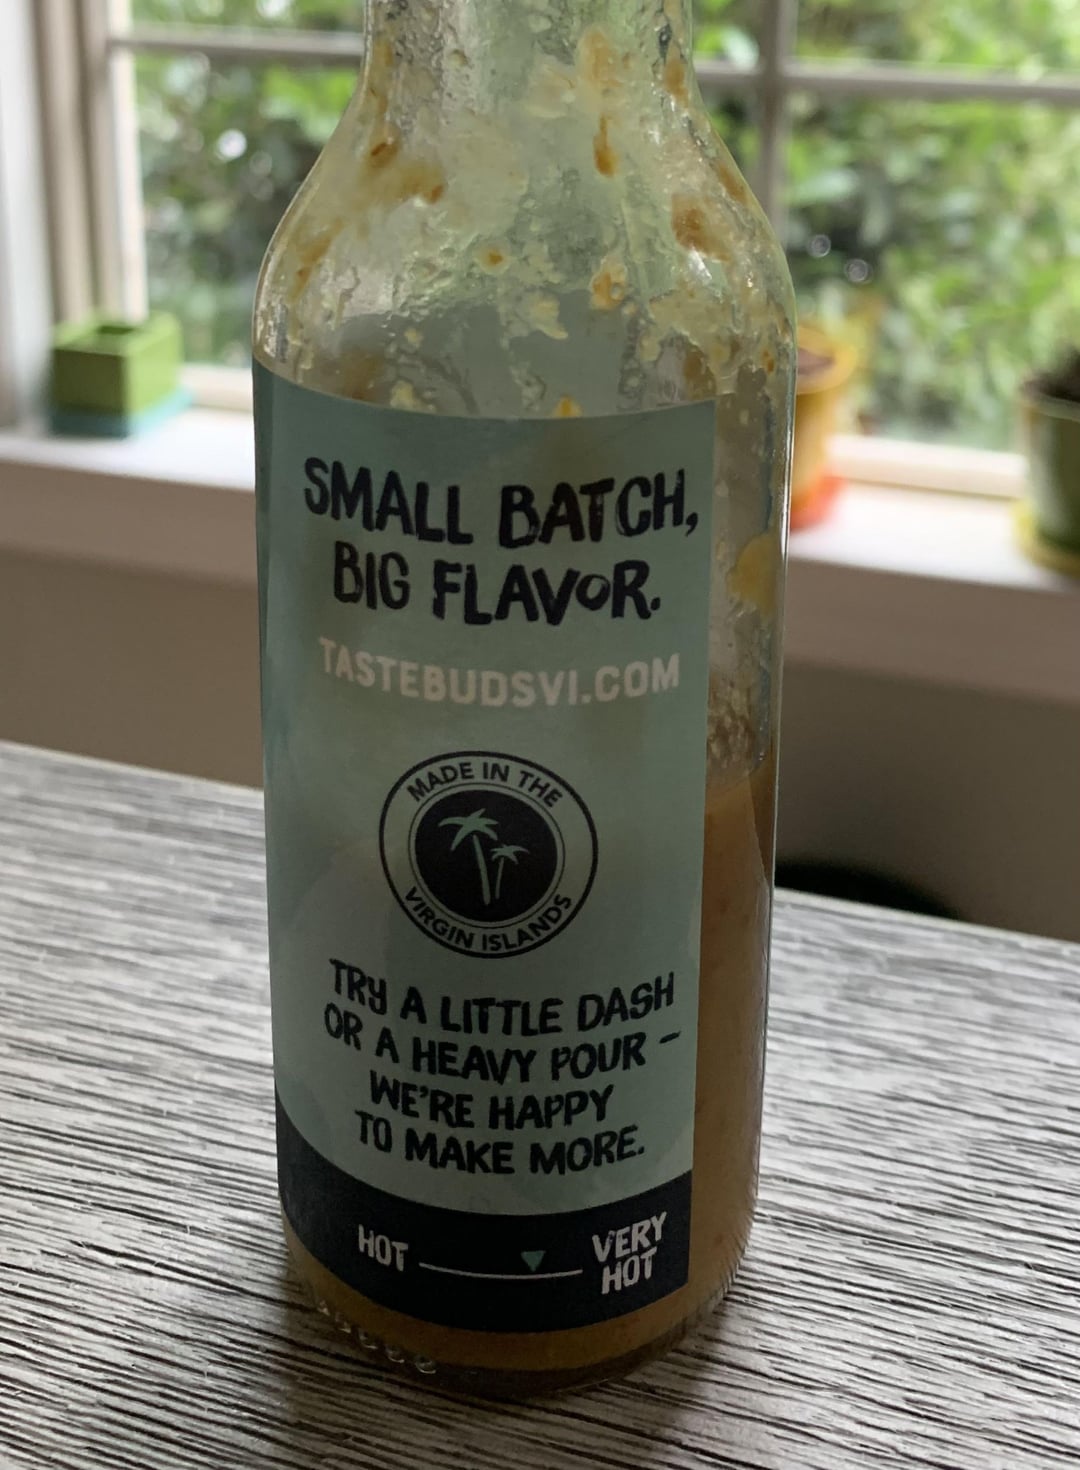 SMALL BATCH,
BIG FLAVOR.
TASTEBUDSVI.COM
MADE IN THE
VIRGIN ISLANDS
TRY A LITTLE DASH
OR A HEAVY POUR –
WE'RE HAPPY
TO MAKE MORE.
HOT
VERY
HOT